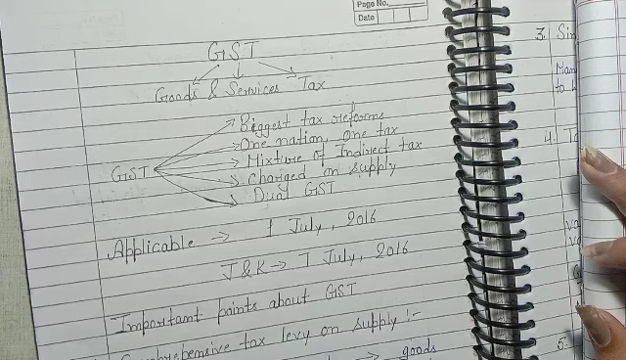 Page No.
Date
GST
Goods & Services Tax
Biggest tax reforms
One nation, One tax
Mixture of Indirect tax
GST
Charged on supply
Dual GST
Applicable → 1 July, 2016
J&K → 7 July, 2016
Important points about GST
Comprehensive tax levy on supply :-
goods
3.
4.
5.